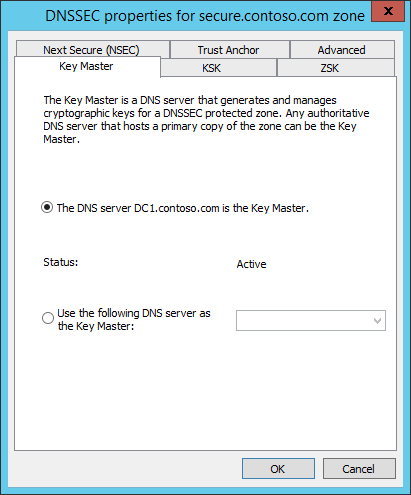 DNSSEC properties for secure.contoso.com zone
x
Next Secure (NSEC)
Trust Anchor
Advanced
Key Master
KSK
ZSK
The Key Master is a DNS server that generates and manages
cryptographic keys for a DNSSEC protected zone. Any authoritative
DNS server that hosts a primary copy of the zone can be the Key
Master.
The DNS server DC1.contoso.com is the Key Master.
Status:
Active
Use the following DNS server as
the Key Master:
OK
Cancel